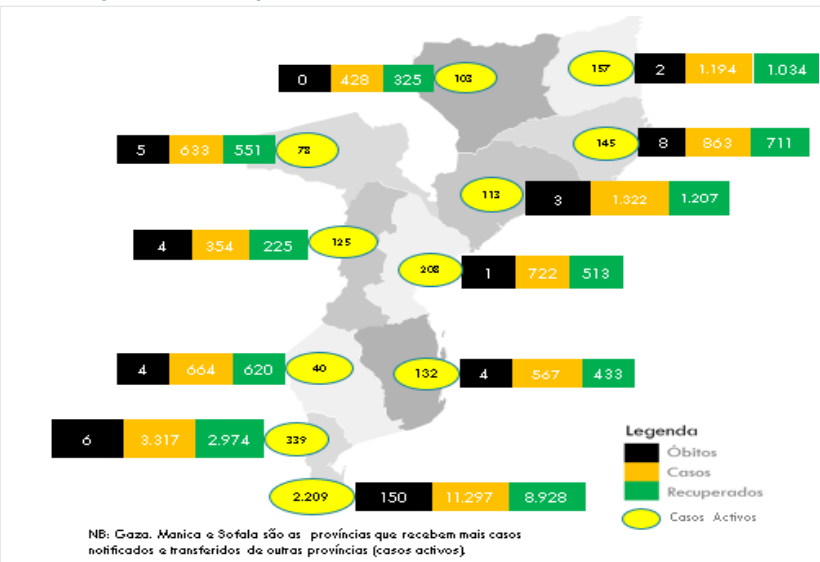 157 2 1.194 1.034
0 428 325 103
145 8 863 711
5 633 551 78
113 3 1.322 1.207
4 354 225 125
208 1 722 513
4 664 620 40
132 4 567 433
6 3.317 2.974 339
2.209 150 11.297 8.928
Legenda
Óbitos
Casos
Recuperados
Casos Activos
NB: Gaza. Manica e Sofala são as províncias que recebem mais casos
notificados e transferidos de outras províncias (casos activos).